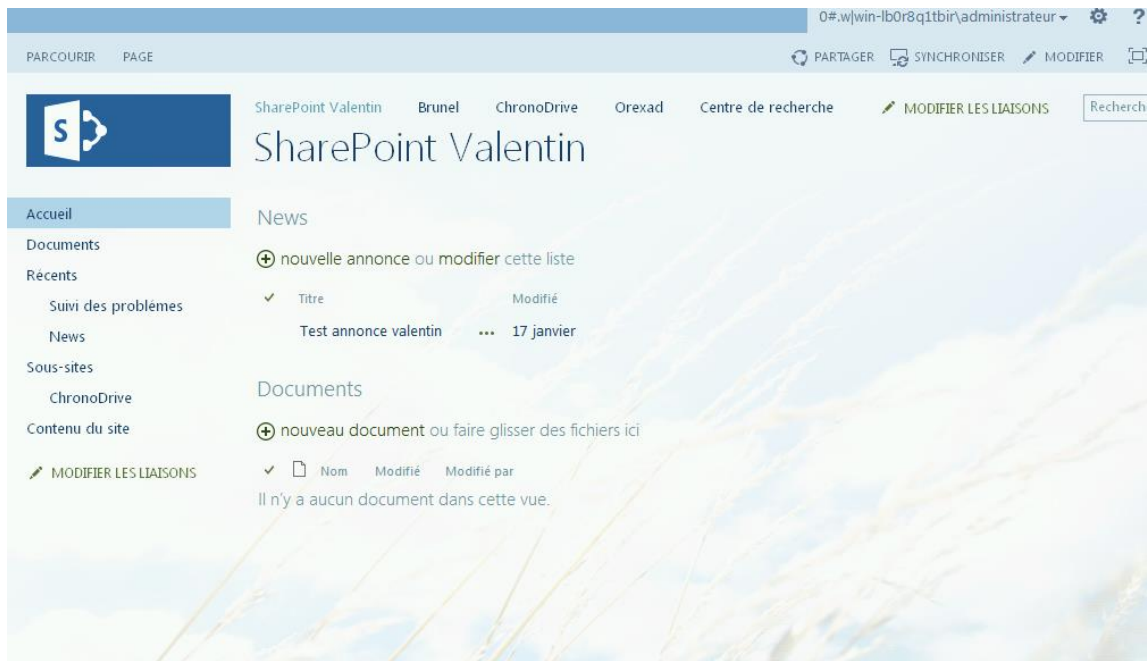 0#.w|win-lb0r8q1tbir\administrateur ?
PARCOURIR PAGE PARTAGER SYNCHRONISER MODIFIER
S SharePoint Valentin Brunel ChronoDrive Orexad Centre de recherche MODIFIER LES LIAISONS Recherch
SharePoint Valentin
Accueil
Documents
Récents
Suivi des problèmes
News
Sous-sites
ChronoDrive
Contenu du site
MODIFIER LES LIAISONS
News
nouvelle annonce ou modifier cette liste
Titre Modifié
Test annonce valentin ... 17 janvier
Documents
nouveau document ou faire glisser des fichiers ici
Nom Modifié Modifié par
Il n'y a aucun document dans cette vue.